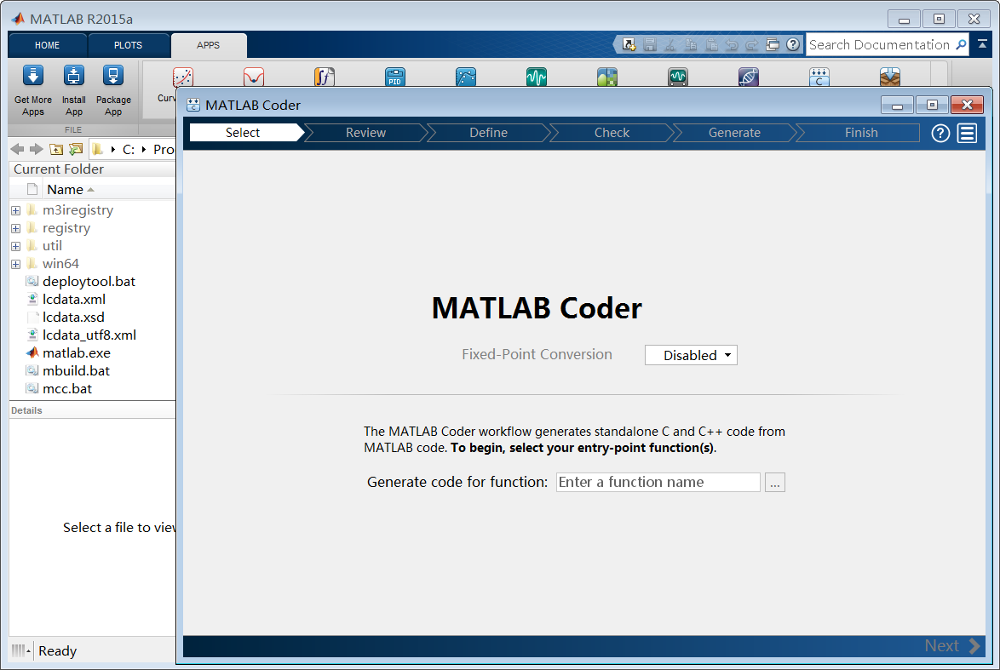 MATLAB R2015a
HOME
PLOTS
APPS
Search Documentation
Get More Apps
Install App
Package App
FILE
Curv
PID
C
MATLAB Coder
Select
Review
Define
Check
Generate
Finish
C:
Pro
Current Folder
Name
m3iregistry
registry
util
win64
deploytool.bat
lcdata.xml
lcdata.xsd
lcdata_utf8.xml
matlab.exe
mbuild.bat
mcc.bat
Details
Select a file to view
Ready
MATLAB Coder
Fixed-Point Conversion
Disabled
The MATLAB Coder workflow generates standalone C and C++ code from
MATLAB code. To begin, select your entry-point function(s).
Generate code for function:
Enter a function name
...
Next